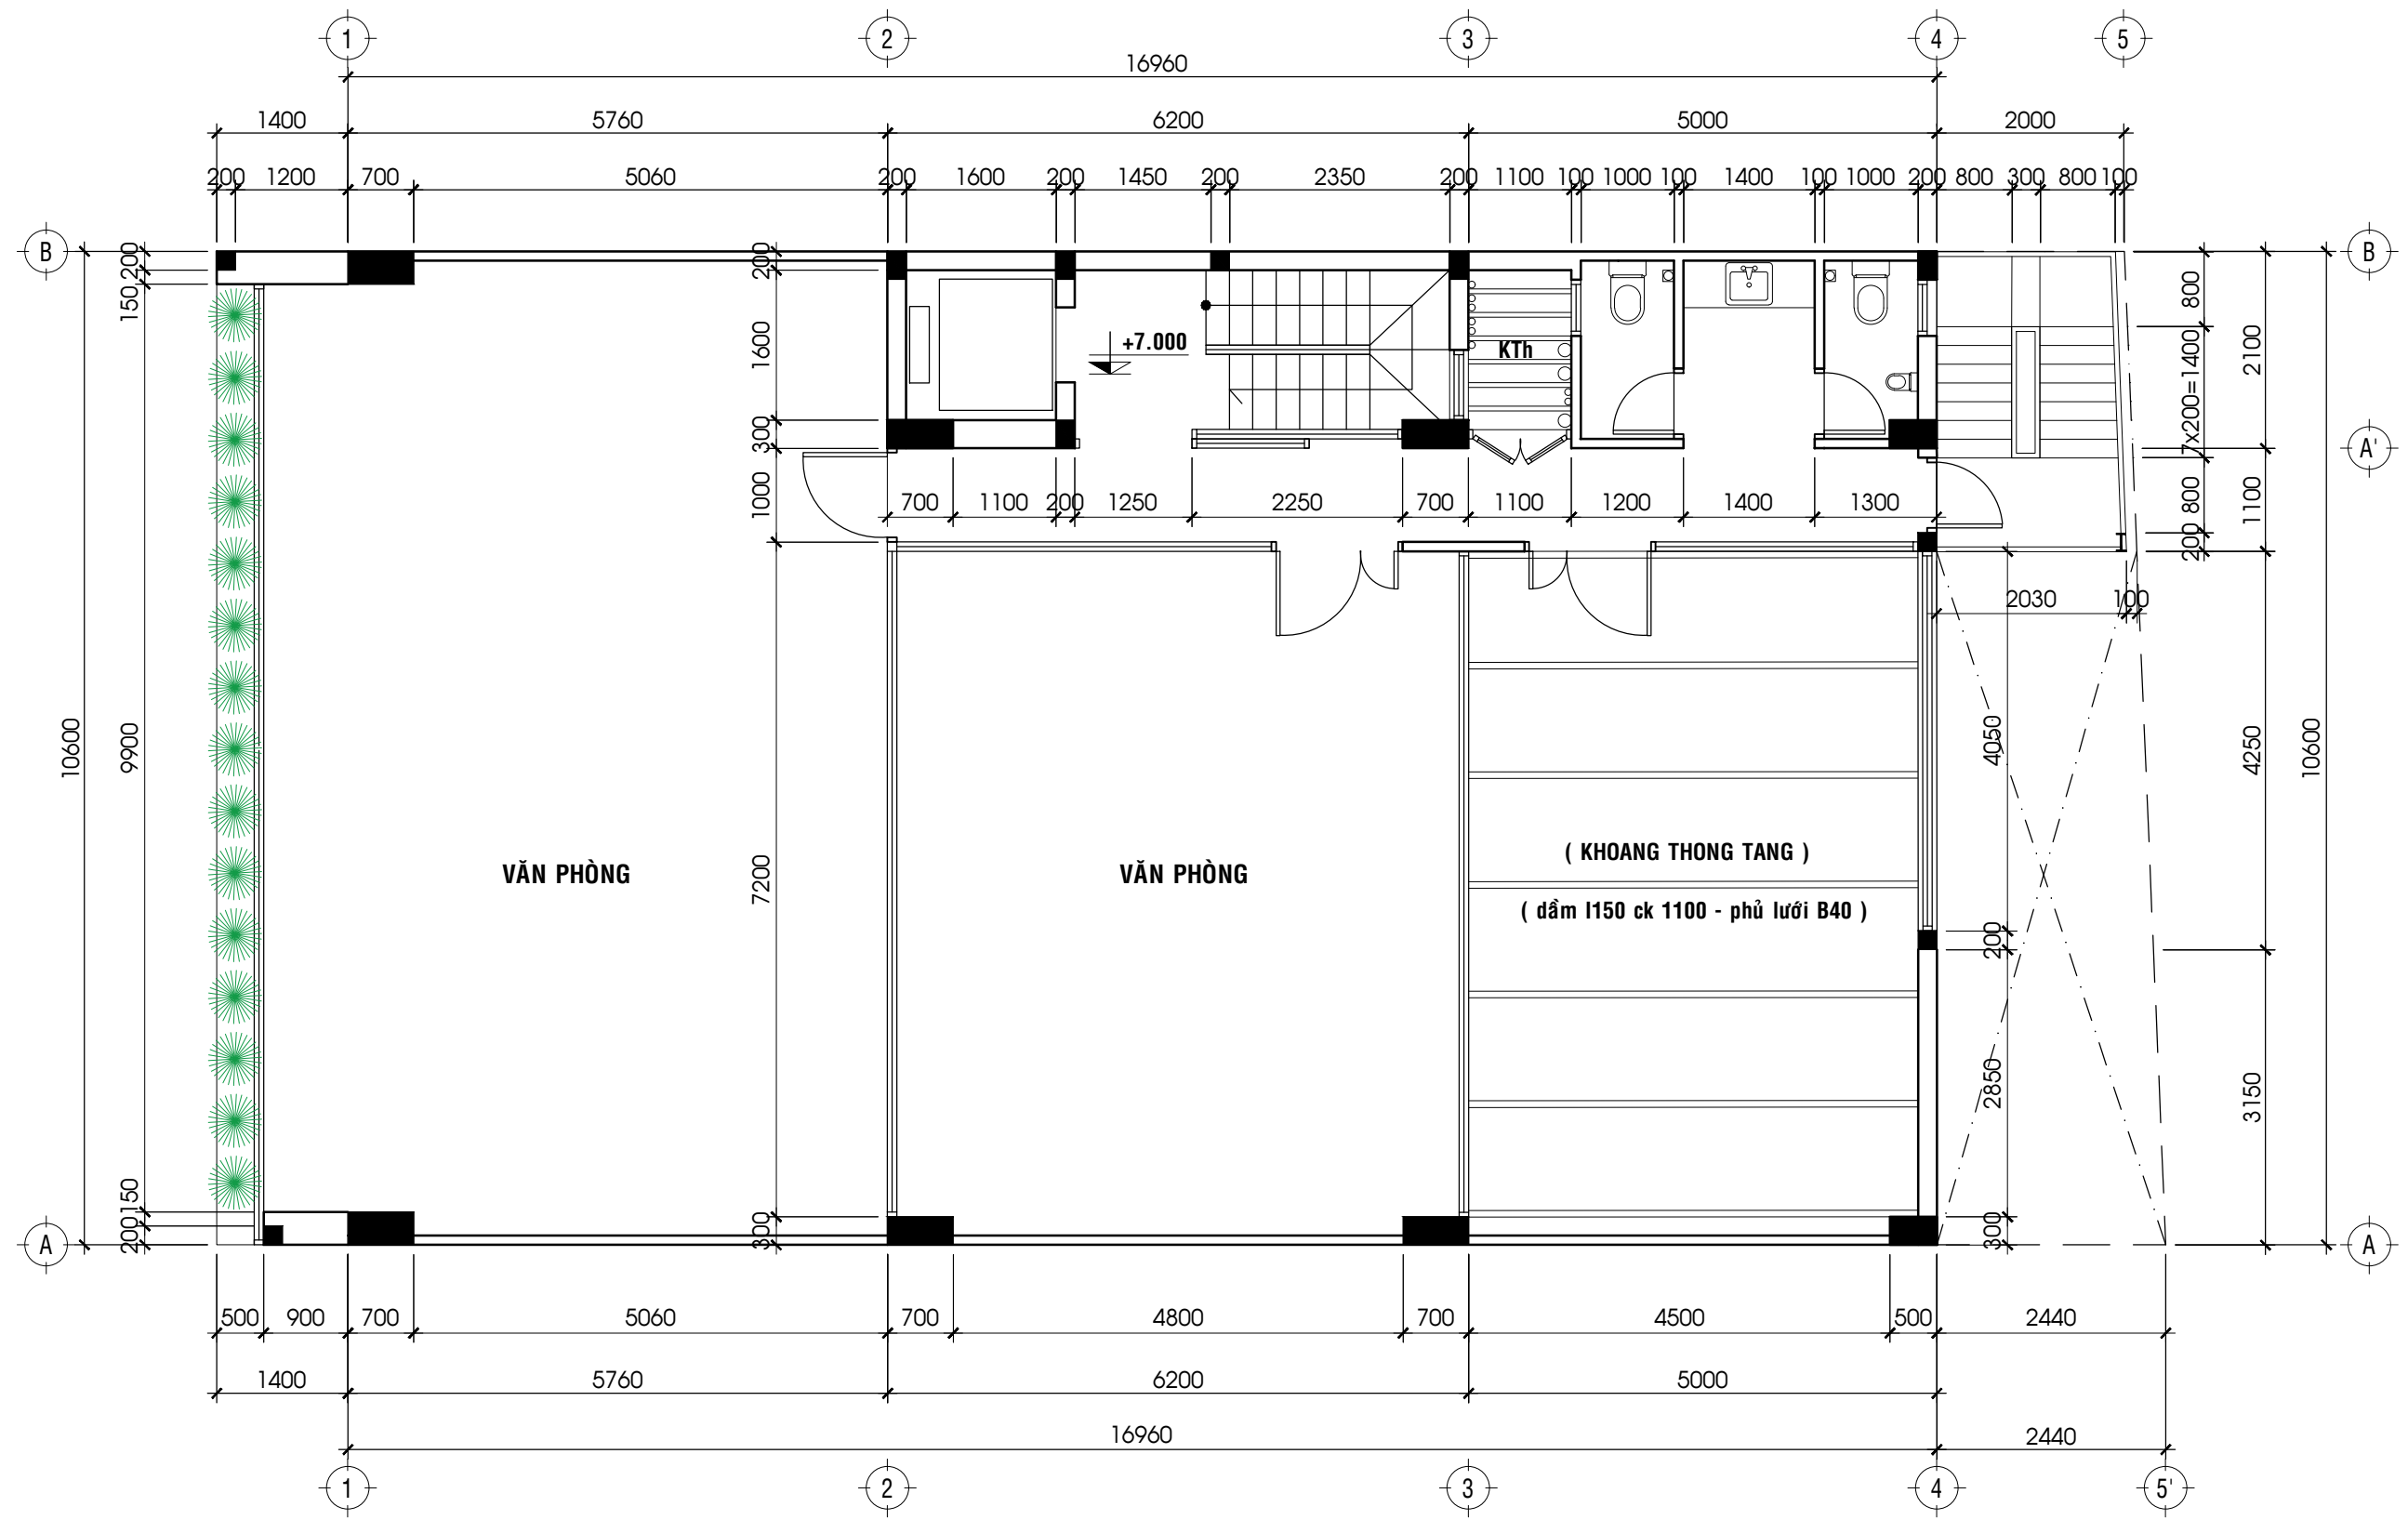 1 2 3 4 5
16960
1400 5760 6200 5000 2000
200 1200 700 5060 200 1600 200 1450 200 2350 200 1100 100 1000 100 1400 100 1000 200 800 300 800 100
B B
200
150
200
1600
300
1000
+7.000
KTh
800
7x200=1400
800
200
2100
1100
A'
700 1100 200 1250 2250 700 1100 1200 1400 1300
2030 100
10600
9900
7200
4050
4250
10600
VĂN PHÒNG VĂN PHÒNG
( KHOANG THONG TANG )
( dầm I150 ck 1100 - phủ lưới B40 )
200
2850
3150
150
200
300
300
A A
500 900 700 5060 700 4800 700 4500 500 2440
1400 5760 6200 5000
16960 2440
1 2 3 4 5'